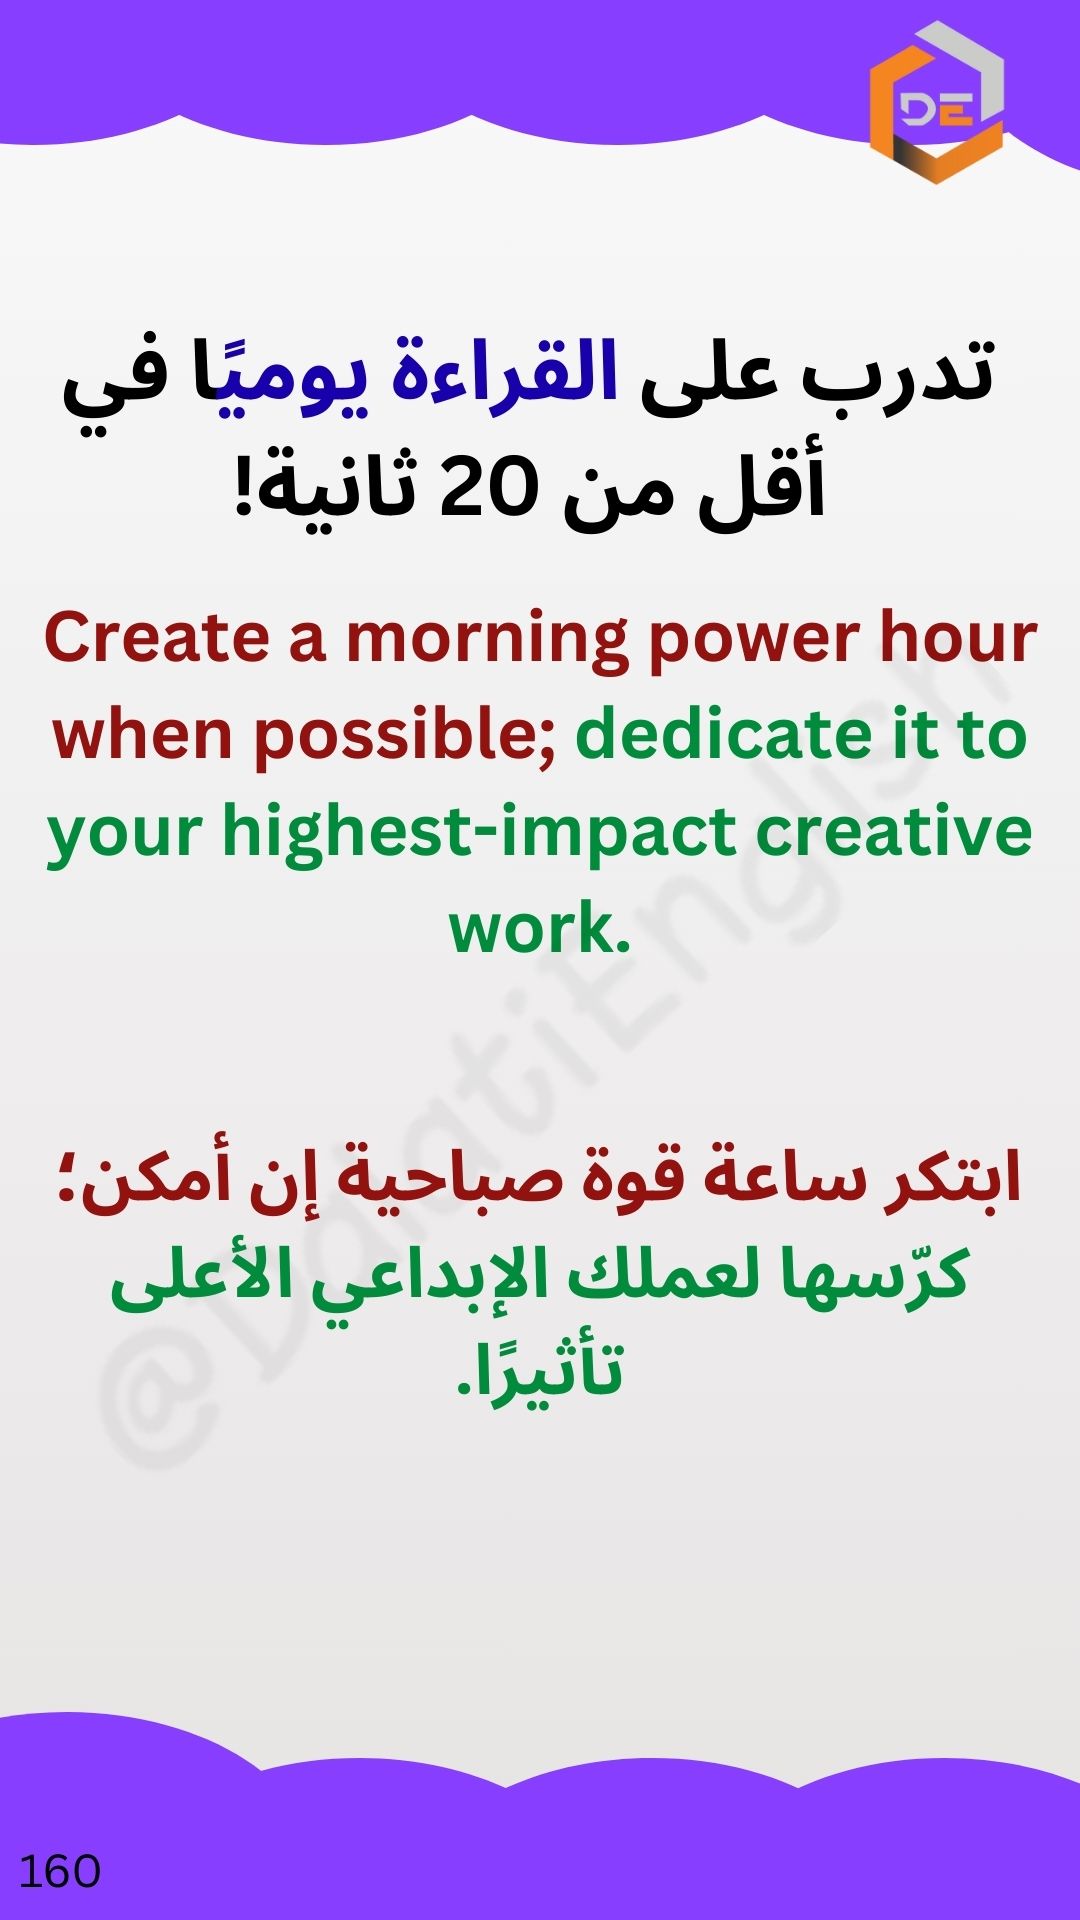 DE
تدرب على القراءة يوميًا في
أقل من 20 ثانية!
Create a morning power hour
when possible; dedicate it to
your highest-impact creative
work.
ابتكر ساعة قوة صباحية إن أمكن؛
كرّسها لعملك الإبداعي الأعلى
تأثيرًا.
@DaiatiEnglish
160